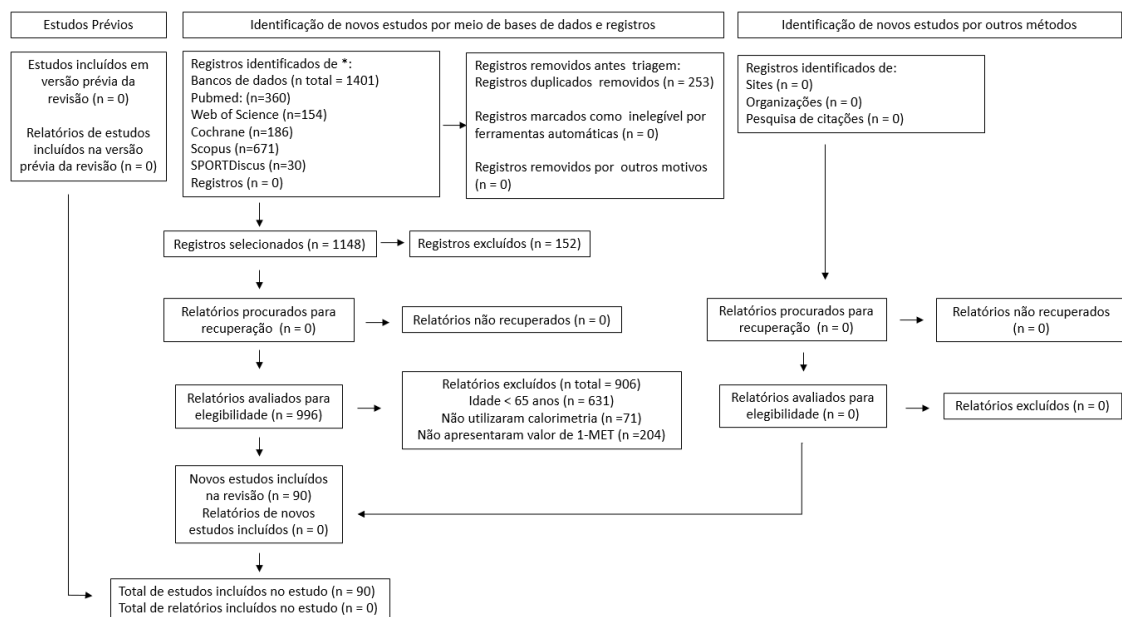 Estudos Prévios
Identificação de novos estudos por meio de bases de dados e registros
Identificação de novos estudos por outros métodos
Estudos incluídos em
versão prévia da
revisão (n = 0)
Relatórios de estudos
incluídos na versão
prévia da revisão (n = 0)
Registros identificados de *:
Bancos de dados (n total = 1401)
Pubmed: (n=360)
Web of Science (n=154)
Cochrane (n=186)
Scopus (n=671)
SPORTDiscus (n=30)
Registros (n = 0)
Registros removidos antes triagem:
Registros duplicados removidos (n = 253)
Registros marcados como inelegível por
ferramentas automáticas (n = 0)
Registros removidos por outros motivos
(n = 0)
Registros identificados de:
Sites (n = 0)
Organizações (n = 0)
Pesquisa de citações (n = 0)
Registros selecionados (n = 1148)
Registros excluídos (n = 152)
Relatórios procurados para
recuperação (n = 0)
Relatórios não recuperados (n = 0)
Relatórios procurados para
recuperação (n = 0)
Relatórios não recuperados
(n = 0)
Relatórios avaliados para
elegibilidade (n = 996)
Relatórios excluídos (n total = 906)
Idade < 65 anos (n = 631)
Não utilizaram calorimetria (n =71)
Não apresentaram valor de 1-MET (n =204)
Relatórios avaliados para
elegibilidade (n = 0)
Relatórios excluídos (n = 0)
Novos estudos incluídos
na revisão (n = 90)
Relatórios de novos
estudos incluídos (n = 0)
Total de estudos incluídos no estudo (n = 90)
Total de relatórios incluídos no estudo (n = 0)